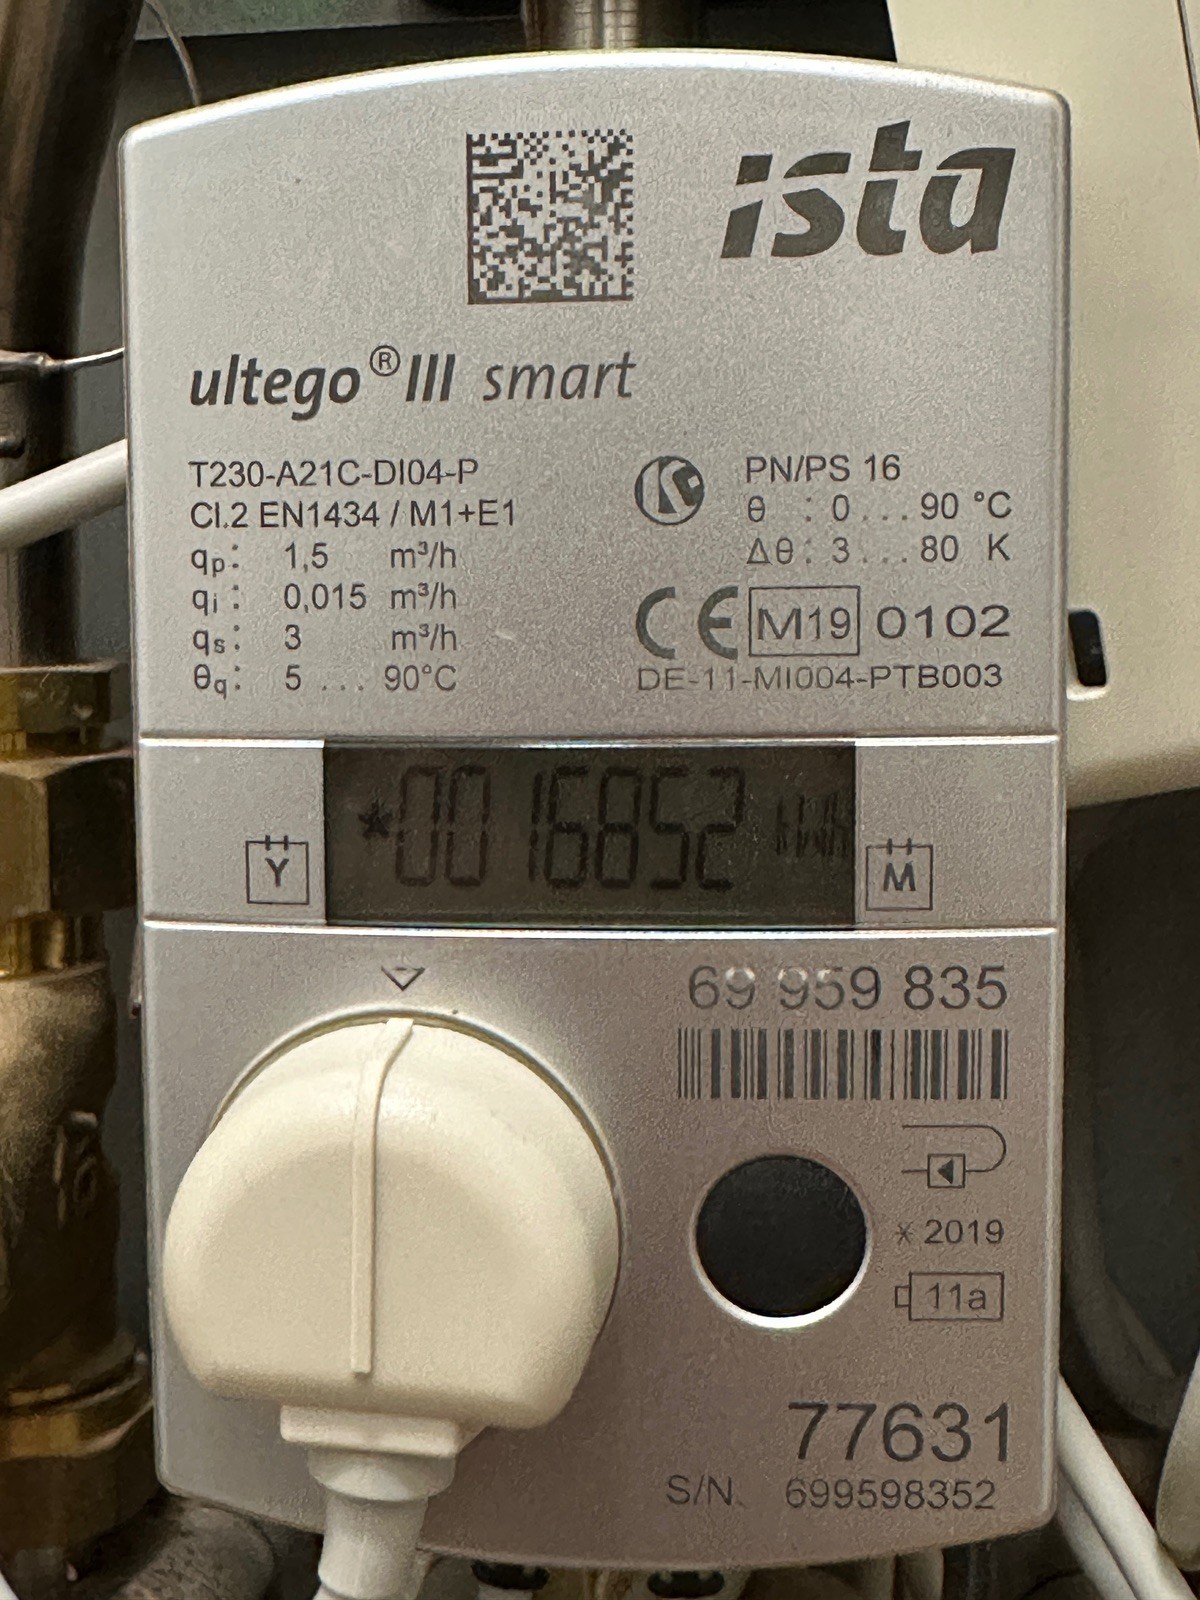 ista
ultego® III smart
T230-A21C-DI04-P
Cl.2 EN1434 / M1+E1
qp: 1,5 m³/h
qi: 0,015 m³/h
qs: 3 m³/h
θq: 5 ... 90°C
PN/PS 16
θ : 0 ... 90 °C
Δθ : 3 ... 80 K
CE M19 0102
DE-11-MI004-PTB003
Y
*0016852 kWh
M
69 959 835
* 2019
11a
77631
S/N. 699598352